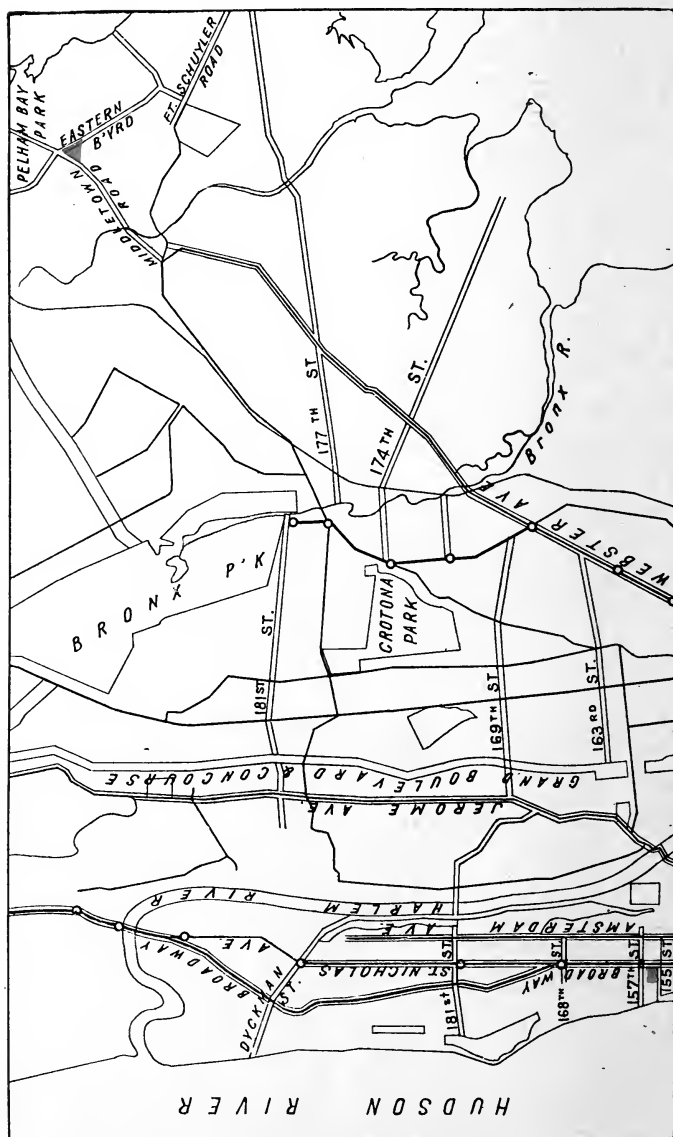 PELHAM BAY
PARK
EASTERN
B'VRD
FT. SCHUYLER
ROAD
MIDDLETOWN
ROAD
177TH ST
174TH ST.
Bronx R.
WEBSTER AVE
BRONX P'K
181ST ST.
CROTONA
PARK
169TH ST
163RD ST.
GRAND BOULEVARD & CONCOURSE
JEROME AVE.
HARLEM RIVER
AMSTERDAM AVE
BROADWAY
AVE
ST. NICHOLAS
BROADWAY
DYCKMAN ST.
181st ST
168TH ST.
157TH ST
155 ST
HUDSON RIVER